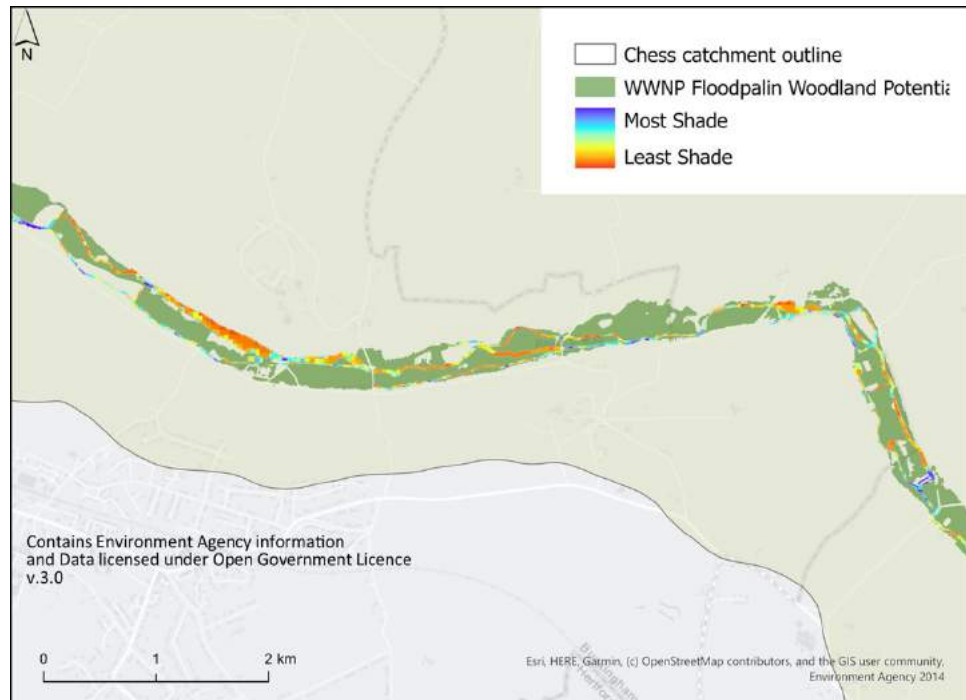 N
Chess catchment outline
WWNP Floodpalin Woodland Potentia
Most Shade
Least Shade
Contains Environment Agency information
and Data licensed under Open Government Licence
v.3.0
0 1 2 km
Esri, HERE, Garmin, (c) OpenStreetMap contributors, and the GIS user community,
Environment Agency 2014